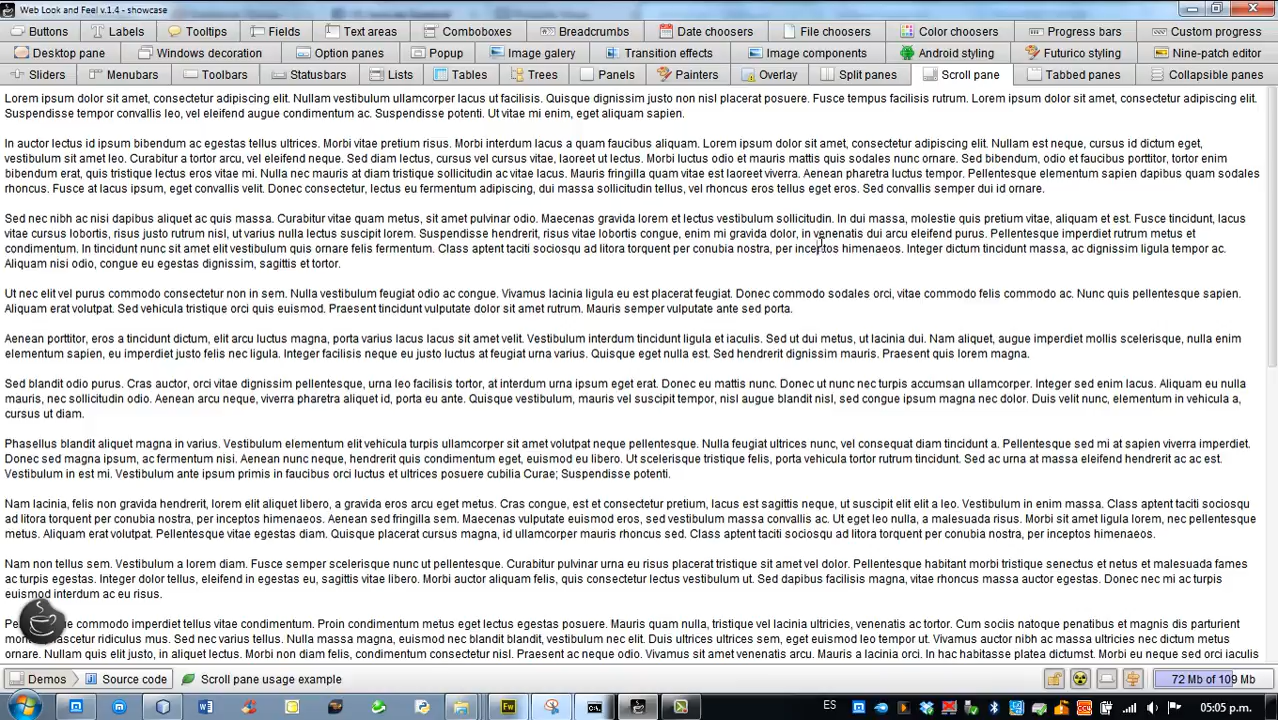 Web Look and Feel v.1.4 - showcase
Buttons Labels Tooltips Fields Text areas Comboboxes Breadcrumbs Date choosers File choosers Color choosers Progress bars Custom progress
Desktop pane Windows decoration Option panes Popup Image galery Transition effects Image components Android styling Futurico styling Nine-patch editor
Sliders Menubars Toolbars Statusbars Lists Tables Trees Panels Painters Overlay Split panes Scroll pane Tabbed panes Collapsible panes
Lorem ipsum dolor sit amet, consectetur adipiscing elit. Nullam vestibulum ullamcorper lacus ut facilisis. Quisque dignissim justo non nisl placerat posuere. Fusce tempus facilisis rutrum. Lorem ipsum dolor sit amet, consectetur adipiscing elit.
Suspendisse tempor convallis leo, vel eleifend augue condimentum ac. Suspendisse potenti. Ut vitae mi enim, eget aliquam sapien.
In auctor lectus id ipsum bibendum ac egestas tellus ultrices. Morbi vitae pretium risus. Morbi interdum lacus a quam faucibus aliquam. Lorem ipsum dolor sit amet, consectetur adipiscing elit. Nullam est neque, cursus id dictum eget,
vestibulum sit amet leo. Curabitur a tortor arcu, vel eleifend neque. Sed diam lectus, cursus vel cursus vitae, laoreet ut lectus. Morbi luctus odio et mauris mattis quis sodales nunc ornare. Sed bibendum, odio et faucibus porttitor, tortor enim
bibendum erat, quis tristique lectus eros vitae mi. Nulla nec mauris at diam tristique sollicitudin ac vitae lacus. Mauris fringilla quam vitae est laoreet viverra. Aenean pharetra luctus tempor. Pellentesque elementum sapien dapibus quam sodales
rhoncus. Fusce at lacus ipsum, eget convallis velit. Donec consectetur, lectus eu fermentum adipiscing, dui massa sollicitudin tellus, vel rhoncus eros tellus eget eros. Sed convallis semper dui id ornare.
Sed nec nibh ac nisi dapibus aliquet ac quis massa. Curabitur vitae quam metus, sit amet pulvinar odio. Maecenas gravida lorem et lectus vestibulum sollicitudin. In dui massa, molestie quis pretium vitae, aliquam et est. Fusce tincidunt, lacus
vitae cursus lobortis, risus justo rutrum nisl, ut varius nulla lectus suscipit lorem. Suspendisse hendrerit, risus vitae lobortis congue, enim mi gravida dolor, in venenatis dui arcu eleifend purus. Pellentesque imperdiet rutrum metus et
condimentum. In tincidunt nunc sit amet elit vestibulum quis ornare felis fermentum. Class aptent taciti sociosqu ad litora torquent per conubia nostra, per inceptos himenaeos. Integer dictum tincidunt massa, ac dignissim ligula tempor ac.
Aliquam nisi odio, congue eu egestas dignissim, sagittis et tortor.
Ut nec elit vel purus commodo consectetur non in sem. Nulla vestibulum feugiat odio ac congue. Vivamus lacinia ligula eu est placerat feugiat. Donec commodo sodales orci, vitae commodo felis commodo ac. Nunc quis pellentesque sapien.
Aliquam erat volutpat. Sed vehicula tristique orci quis euismod. Praesent tincidunt vulputate dolor sit amet rutrum. Mauris semper vulputate ante sed porta.
Aenean porttitor, eros a tincidunt dictum, elit arcu luctus magna, porta varius lacus lacus sit amet velit. Vestibulum interdum tincidunt ligula et iaculis. Sed ut dui metus, ut lacinia dui. Nam aliquet, augue imperdiet mollis scelerisque, nulla enim
elementum sapien, eu imperdiet justo felis nec ligula. Integer facilisis neque eu justo luctus at feugiat urna varius. Quisque eget nulla est. Sed hendrerit dignissim mauris. Praesent quis lorem magna.
Sed blandit odio purus. Cras auctor, orci vitae dignissim pellentesque, urna leo facilisis tortor, at interdum urna ipsum eget erat. Donec eu mattis nunc. Donec ut nunc nec turpis accumsan ullamcorper. Integer sed enim lacus. Aliquam eu nulla
mauris, nec sollicitudin odio. Aenean arcu neque, viverra pharetra aliquet id, porta eu ante. Quisque vestibulum, mauris vel suscipit tempor, nisl augue blandit nisl, sed congue ipsum magna nec dolor. Duis velit nunc, elementum in vehicula a,
cursus ut diam.
Phasellus blandit aliquet magna in varius. Vestibulum elementum elit vehicula turpis ullamcorper sit amet volutpat neque pellentesque. Nulla feugiat ultrices nunc, vel consequat diam tincidunt a. Pellentesque sed mi at sapien viverra imperdiet.
Donec sed magna ipsum, ac fermentum nisi. Aenean nunc neque, hendrerit quis condimentum eget, euismod eu libero. Ut scelerisque tristique felis, porta vehicula tortor rutrum tincidunt. Sed ac urna at massa eleifend hendrerit ac ac est.
Vestibulum in est mi. Vestibulum ante ipsum primis in faucibus orci luctus et ultrices posuere cubilia Curae; Suspendisse potenti.
Nam lacinia, felis non gravida hendrerit, lorem elit aliquet libero, a gravida eros arcu eget metus. Cras congue, est et consectetur pretium, lacus est sagittis neque, ut suscipit elit elit a leo. Vestibulum in enim massa. Class aptent taciti sociosqu
ad litora torquent per conubia nostra, per inceptos himenaeos. Aenean sed fringilla sem. Maecenas vulputate euismod eros, sed vestibulum massa convallis ac. Ut eget leo nulla, a malesuada risus. Morbi sit amet ligula lorem, nec pellentesque
metus. Aliquam erat volutpat. Pellentesque vitae egestas diam. Quisque placerat cursus magna, id ullamcorper mauris rhoncus sed. Class aptent taciti sociosqu ad litora torquent per conubia nostra, per inceptos himenaeos.
Nam non tellus sem. Vestibulum a lorem diam. Fusce semper scelerisque nunc ut pellentesque. Curabitur pulvinar urna eu risus placerat tristique vel sit amet vel dolor. Pellentesque habitant morbi tristique senectus et netus et malesuada fames
ac turpis egestas. Integer dolor tellus, eleifend in egestas eu, sagittis vitae libero. Morbi auctor aliquam felis, quis consectetur lectus vestibulum ut. Sed dapibus facilisis magna, vitae rhoncus massa auctor egestas. Donec nec mi ac turpis
euismod interdum ac eu risus.
commodo imperdiet tellus vitae condimentum. Proin condimentum metus eget lectus egestas posuere. Mauris quam nulla, tristique vel lacinia ultricies, venenatis ac tortor. Cum sociis natoque penatibus et magnis dis parturient
nascetur ridiculus mus. Sed nec varius tellus. Nulla massa magna, euismod nec blandit blandit, vestibulum nec elit. Duis ultrices ultrices sem, eget euismod leo tempor ut. Vivamus auctor nibh ac massa ultricies nec dictum metus
ornare. Nullam quis elit justo, in aliquet lectus. Morbi non diam felis, condimentum consectetur nisl. Praesent ac neque odio. Duis sit amet venenatis arcu. Mauris a lacinia orci. In hac habitasse platea dictumst. Morbi nec sed orci iaculis
Demos Source code Scroll pane usage example 72 Mb of 109 Mb
ES 05:05 p.m.